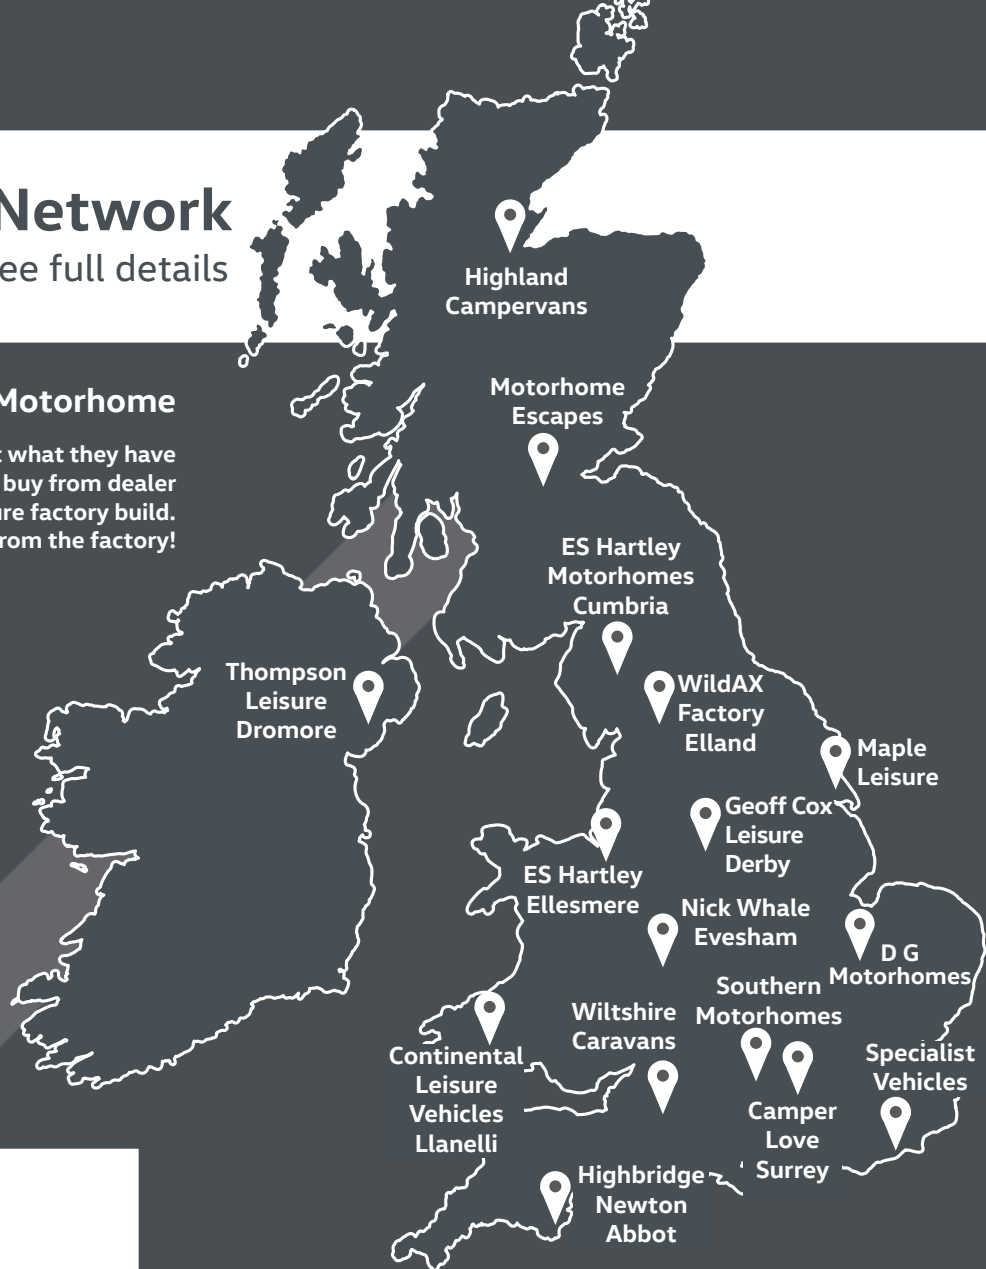 Network
ee full details
Motorhome
t what they have
buy from dealer
re factory build.
rom the factory!
Highland
Campervans
Motorhome
Escapes
ES Hartley
Motorhomes
Cumbria
Thompson
Leisure
Dromore
WildAX
Factory
Elland
Maple
Leisure
Geoff Cox
Leisure
Derby
ES Hartley
Ellesmere
Nick Whale
Evesham
D G
Motorhomes
Southern
Motorhomes
Wiltshire
Caravans
Continental
Leisure
Vehicles
Llanelli
Specialist
Vehicles
Camper
Love
Surrey
Highbridge
Newton
Abbot